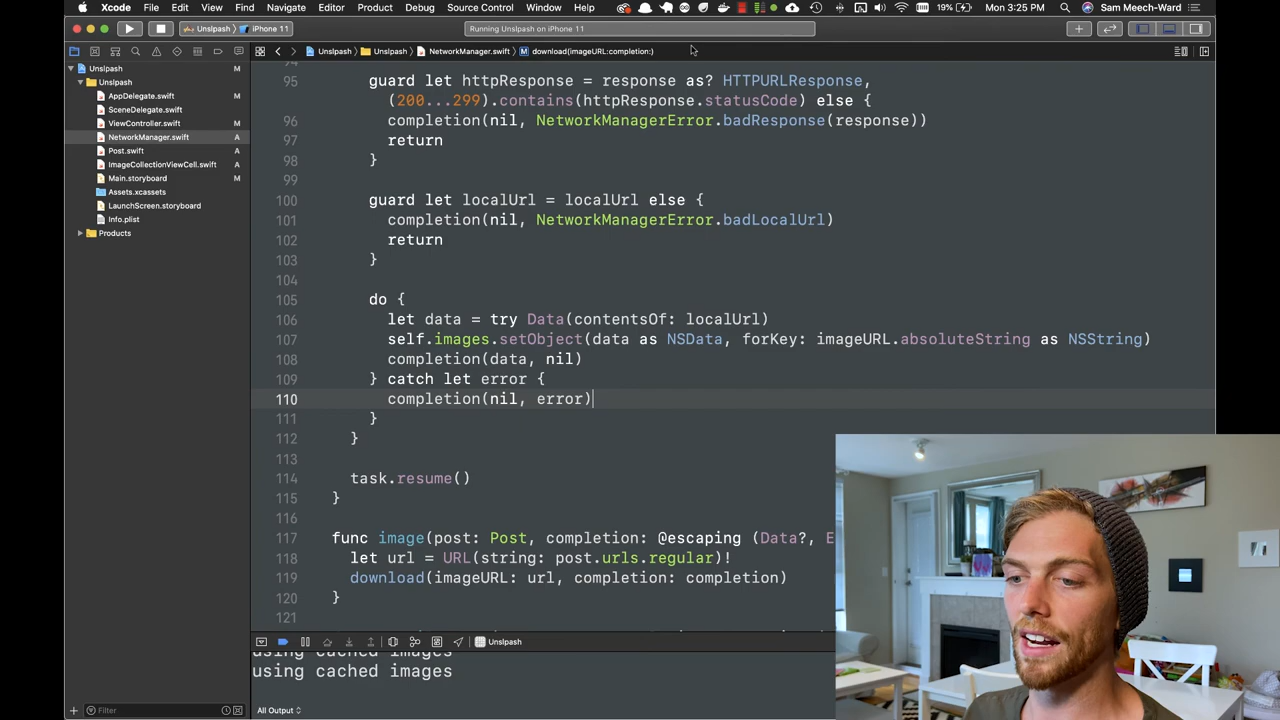 Xcode File Edit View Find Navigate Editor Product Debug Source Control Window Help 19% Mon 3:25 PM Sam Meech-Ward
Unslpash iPhone 11 Running Unslpash on iPhone 11
Unslpash Unslpash NetworkManager.swift M download(imageURL:completion:)
Unslpash M
Unslpash
AppDelegate.swift M
SceneDelegate.swift
ViewController.swift M
NetworkManager.swift A
Post.swift A
ImageCollectionViewCell.swift A
Main.storyboard M
Assets.xcassets
LaunchScreen.storyboard
Info.plist
Products
94
95 guard let httpResponse = response as? HTTPURLResponse,
(200...299).contains(httpResponse.statusCode) else {
96 completion(nil, NetworkManagerError.badResponse(response))
97 return
98 }
99
100 guard let localUrl = localUrl else {
101 completion(nil, NetworkManagerError.badLocalUrl)
102 return
103 }
104
105 do {
106 let data = try Data(contentsOf: localUrl)
107 self.images.setObject(data as NSData, forKey: imageURL.absoluteString as NSString)
108 completion(data, nil)
109 } catch let error {
110 completion(nil, error)
111 }
112 }
113
114 task.resume()
115 }
116
117 func image(post: Post, completion: @escaping (Data?, E
118 let url = URL(string: post.urls.regular)!
119 download(imageURL: url, completion: completion)
120 }
121
Unslpash
using cached images
using cached images
Filter
All Output